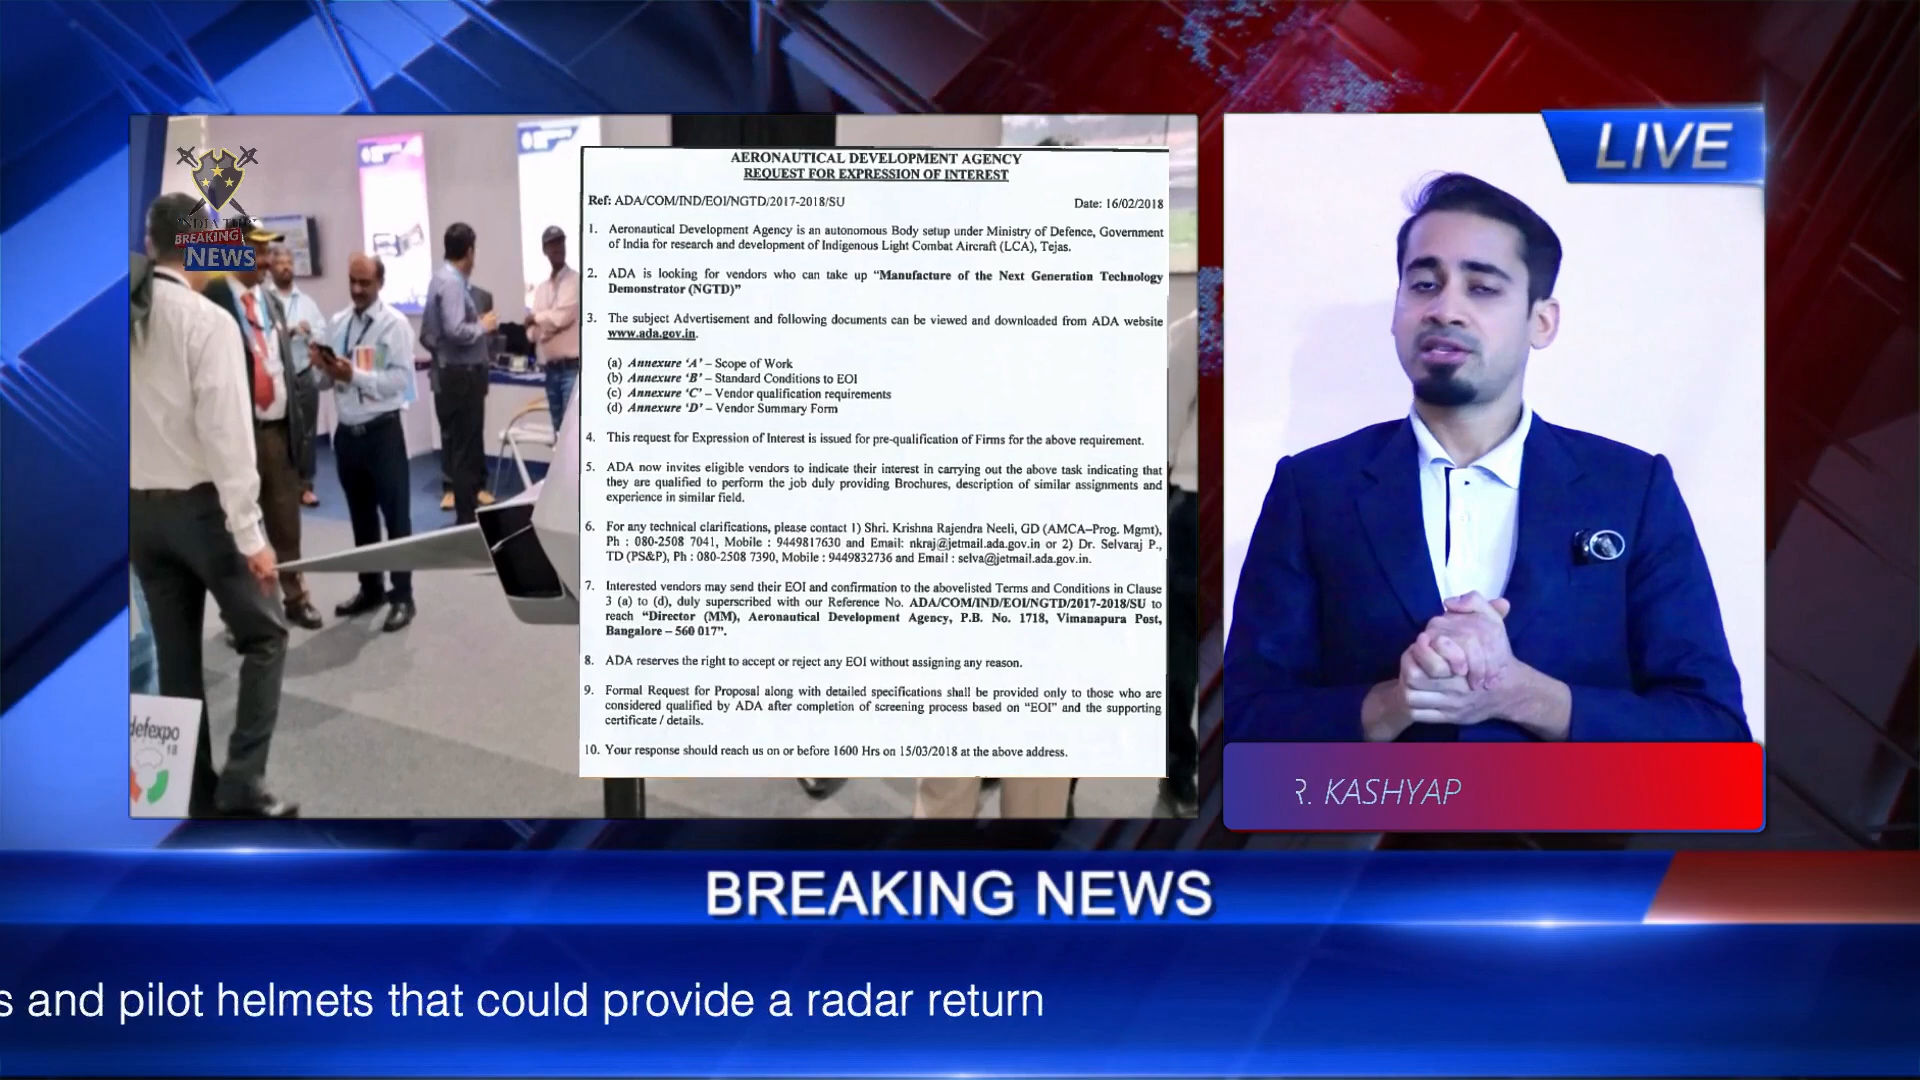 LIVE
INDIA THE
BREAKING
NEWS
AERONAUTICAL DEVELOPMENT AGENCY
REQUEST FOR EXPRESSION OF INTEREST
Ref: ADA/COM/IND/EOI/NGTD/2017-2018/SU Date: 16/02/2018
1. Aeronautical Development Agency is an autonomous Body setup under Ministry of Defence, Government
of India for research and development of Indigenous Light Combat Aircraft (LCA), Tejas.
2. ADA is looking for vendors who can take up “Manufacture of the Next Generation Technology
Demonstrator (NGTD)”
3. The subject Advertisement and following documents can be viewed and downloaded from ADA website
www.ada.gov.in.
(a) Annexure ‘A’ – Scope of Work
(b) Annexure ‘B’ – Standard Conditions to EOI
(c) Annexure ‘C’ – Vendor qualification requirements
(d) Annexure ‘D’ – Vendor Summary Form
4. This request for Expression of Interest is issued for pre-qualification of Firms for the above requirement.
5. ADA now invites eligible vendors to indicate their interest in carrying out the above task indicating that
they are qualified to perform the job duly providing Brochures, description of similar assignments and
experience in similar field.
6. For any technical clarifications, please contact 1) Shri. Krishna Rajendra Neeli, GD (AMCA–Prog. Mgmt),
Ph : 080-2508 7041, Mobile : 9449817630 and Email: nkraj@jetmail.ada.gov.in or 2) Dr. Selvaraj P.,
TD (PS&P), Ph : 080-2508 7390, Mobile : 9449832736 and Email : selva@jetmail.ada.gov.in.
7. Interested vendors may send their EOI and confirmation to the abovelisted Terms and Conditions in Clause
3 (a) to (d), duly superscribed with our Reference No. ADA/COM/IND/EOI/NGTD/2017-2018/SU to
reach “Director (MM), Aeronautical Development Agency, P.B. No. 1718, Vimanapura Post,
Bangalore – 560 017”.
8. ADA reserves the right to accept or reject any EOI without assigning any reason.
9. Formal Request for Proposal along with detailed specifications shall be provided only to those who are
considered qualified by ADA after completion of screening process based on “EOI” and the supporting
certificate / details.
10. Your response should reach us on or before 1600 Hrs on 15/03/2018 at the above address.
defexpo
18
R. KASHYAP
BREAKING NEWS
s and pilot helmets that could provide a radar return